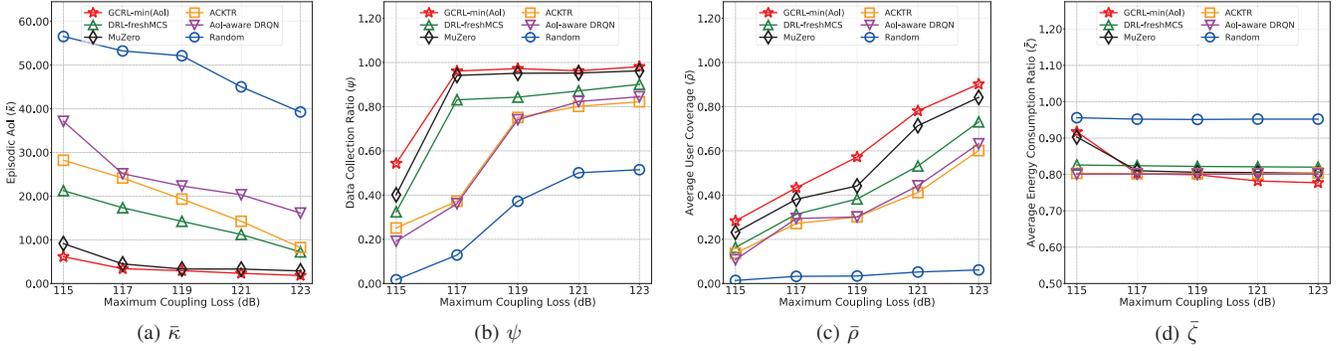 GCRL-min(AoI) ACKTR
DRL-freshMCS AoI-aware DRQN
MuZero Random
Episodic AoI (κ̄)
60.00
50.00
40.00
30.00
20.00
10.00
0.00
115 117 119 121 123
Maximum Coupling Loss (dB)
(a) κ̄
GCRL-min(AoI) ACKTR
DRL-freshMCS AoI-aware DRQN
MuZero Random
Data Collection Ratio (ψ)
1.20
1.00
0.80
0.60
0.40
0.20
0.00
115 117 119 121 123
Maximum Coupling Loss (dB)
(b) ψ
GCRL-min(AoI) ACKTR
DRL-freshMCS AoI-aware DRQN
MuZero Random
Average User Coverage (ρ̄)
1.20
1.00
0.80
0.60
0.40
0.20
0.00
115 117 119 121 123
Maximum Coupling Loss (dB)
(c) ρ̄
GCRL-min(AoI) ACKTR
DRL-freshMCS AoI-aware DRQN
MuZero Random
Average Energy Consumption Ratio (ζ̄)
1.20
1.00
0.90
0.80
0.70
0.60
0.50
115 117 119 121 123
Maximum Coupling Loss (dB)
(d) ζ̄